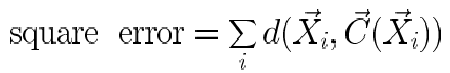 square error = ∑_i d(X⃗_i, C⃗(X⃗_i))